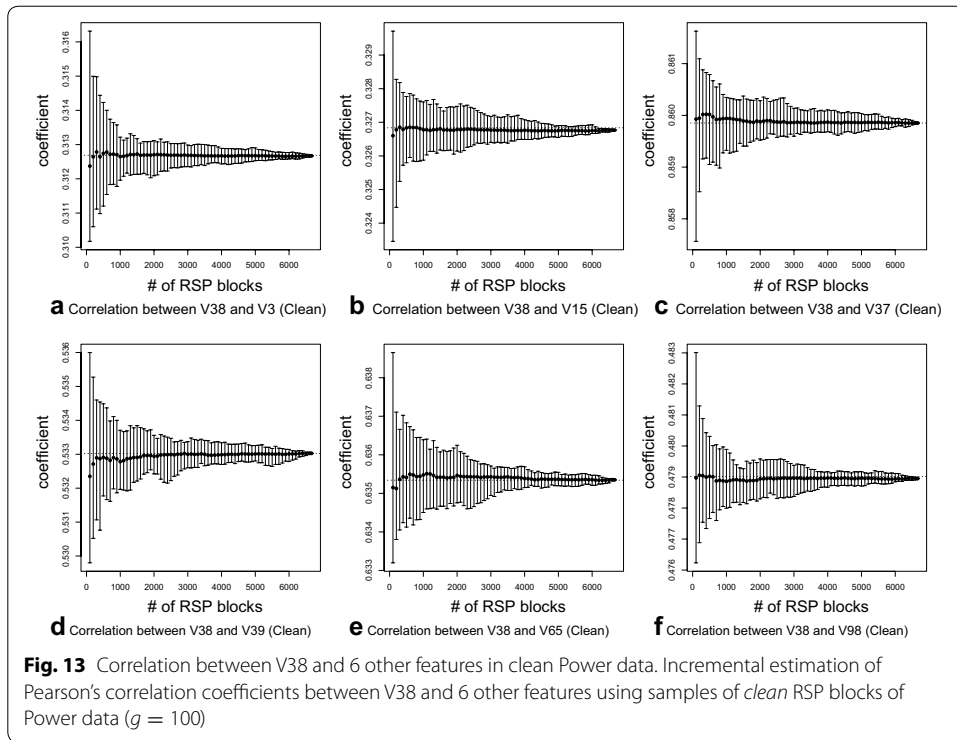 coefficient
0.310 0.311 0.312 0.313 0.314 0.315 0.316
0 1000 2000 3000 4000 5000 6000
# of RSP blocks
a Correlation between V38 and V3 (Clean)
coefficient
0.324 0.325 0.326 0.327 0.328 0.329
0 1000 2000 3000 4000 5000 6000
# of RSP blocks
b Correlation between V38 and V15 (Clean)
coefficient
0.858 0.859 0.860 0.861
0 1000 2000 3000 4000 5000 6000
# of RSP blocks
c Correlation between V38 and V37 (Clean)
coefficient
0.530 0.531 0.532 0.533 0.534 0.535 0.536
0 1000 2000 3000 4000 5000 6000
# of RSP blocks
d Correlation between V38 and V39 (Clean)
coefficient
0.633 0.634 0.635 0.636 0.637 0.638
0 1000 2000 3000 4000 5000 6000
# of RSP blocks
e Correlation between V38 and V65 (Clean)
coefficient
0.476 0.477 0.478 0.479 0.480 0.481 0.482 0.483
0 1000 2000 3000 4000 5000 6000
# of RSP blocks
f Correlation between V38 and V98 (Clean)
Fig. 13 Correlation between V38 and 6 other features in clean Power data. Incremental estimation of
Pearson's correlation coefficients between V38 and 6 other features using samples of clean RSP blocks of
Power data (g = 100)